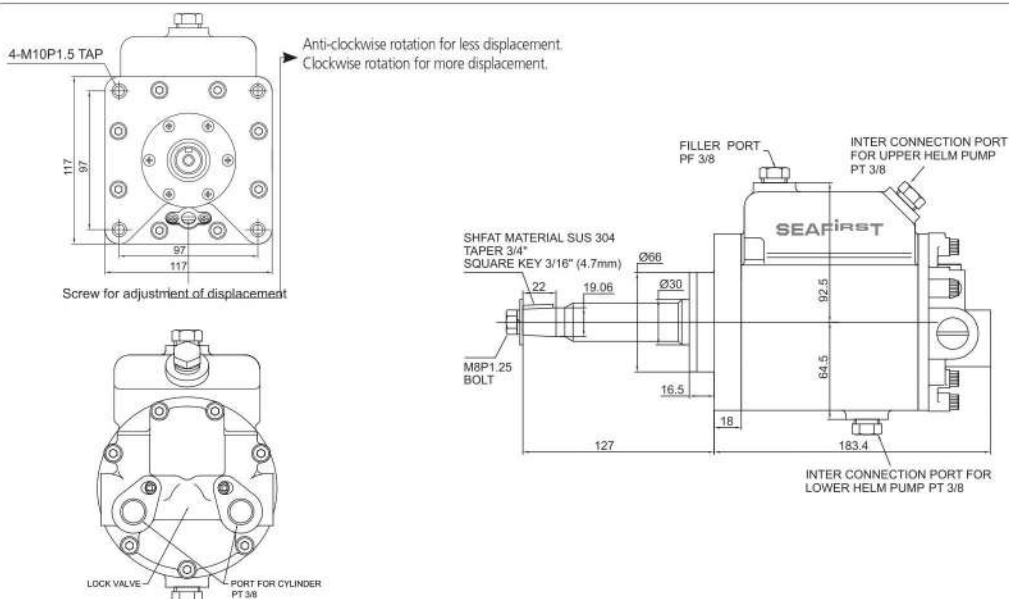 4-M10P1.5 TAP
Anti-clockwise rotation for less displacement.
Clockwise rotation for more displacement.
117
97
97
117
Screw for adjustment of displacement
FILLER PORT
PF 3/8
INTER CONNECTION PORT
FOR UPPER HELM PUMP
PT 3/8
SEAFIRST
SHFAT MATERIAL SUS 304
TAPER 3/4"
SQUARE KEY 3/16" (4.7mm)
Ø66
22
19.06
Ø30
92.5
64.5
M8P1.25
BOLT
16.5
18
127
183.4
INTER CONNECTION PORT FOR
LOWER HELM PUMP PT 3/8
LOCK VALVE
PORT FOR CYLINDER
PT 3/8